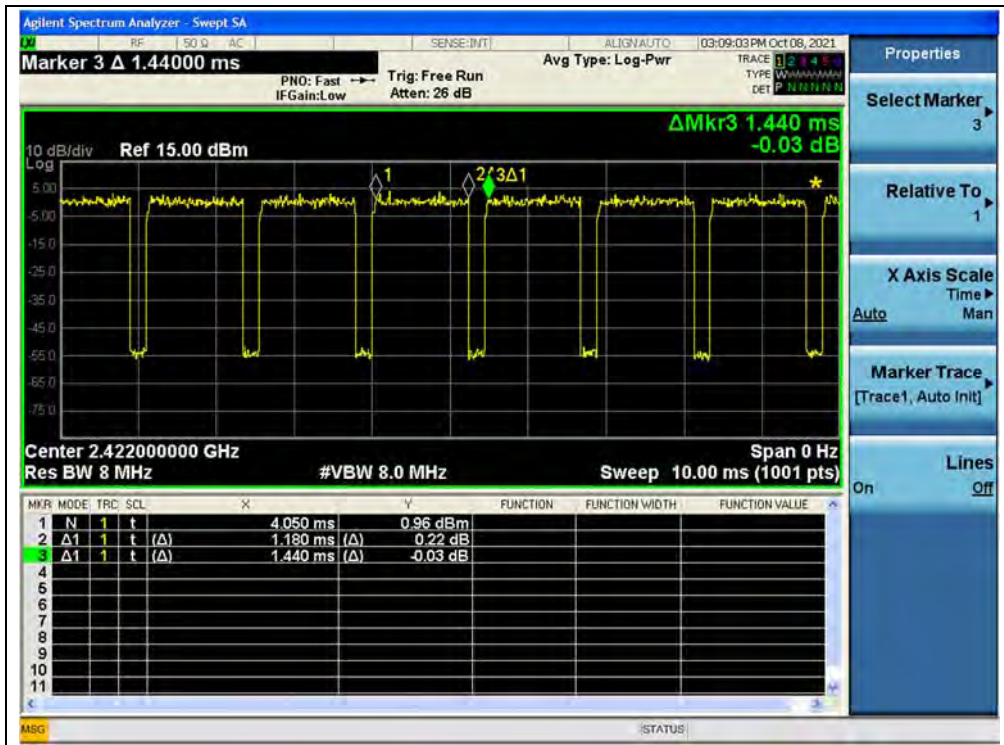 Agilent Spectrum Analyzer - Swept SA
RF 50 Ω AC SENSE:INT ALIGNAUTO 03:09:03 PM Oct 08, 2021
Marker 3 Δ 1.44000 ms
PNO: Fast
IFGain:Low
Trig: Free Run
Atten: 26 dB
Avg Type: Log-Pwr
TRACE 1 2 3 4 5 6
TYPE
DET P N N N N N
ΔMkr3 1.440 ms
-0.03 dB
10 dB/div Ref 15.00 dBm
Log
1 2 3Δ1
5.00
-5.00
-15.0
-25.0
-35.0
-45.0
-55.0
-65.0
-75.0
Center 2.422000000 GHz Span 0 Hz
Res BW 8 MHz #VBW 8.0 MHz Sweep 10.00 ms (1001 pts)
MKR MODE TRC SCL X Y FUNCTION FUNCTION WIDTH FUNCTION VALUE
1 N 1 t 4.050 ms 0.96 dBm
2 Δ1 1 t (Δ) 1.180 ms (Δ) 0.22 dB
3 Δ1 1 t (Δ) 1.440 ms (Δ) -0.03 dB
4
5
6
7
8
9
10
11
MSG STATUS
Properties
Select Marker
3
Relative To
1
X Axis Scale
Time
Auto Man
Marker Trace
[Trace1, Auto Init]
Lines
On Off